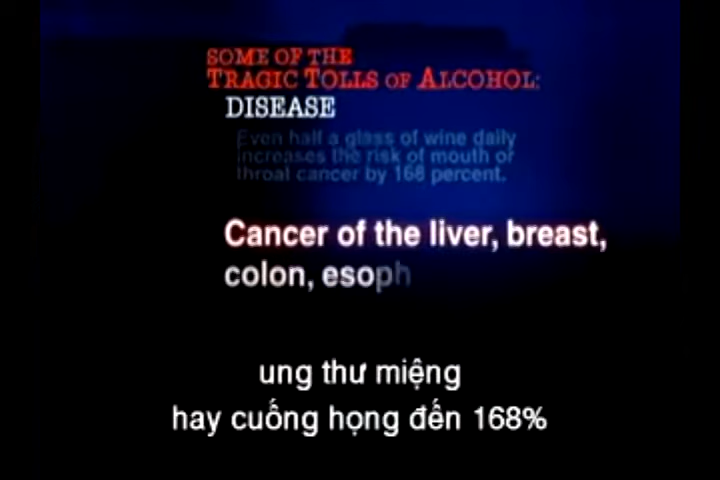 SOME OF THE
TRAGIC TOLLS OF ALCOHOL:
DISEASE
Even half a glass of wine daily
increases the risk of mouth or
throat cancer by 168 percent.
Cancer of the liver, breast,
colon, esoph
ung thư miệng
hay cuống họng đến 168%